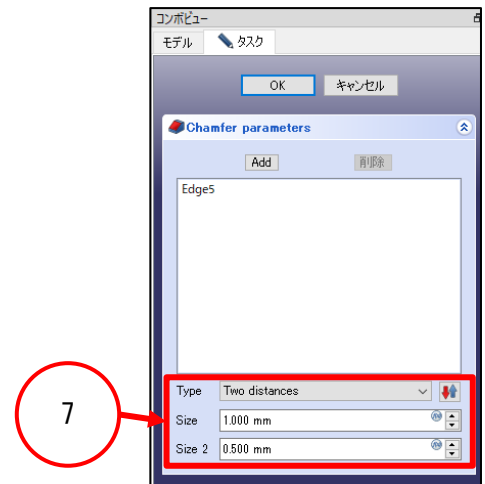 コンボビュー
モデル タスク
OK キャンセル
Chamfer parameters
Add 削除
Edge5
Type Two distances
Size 1.000 mm
7
Size 2 0.500 mm